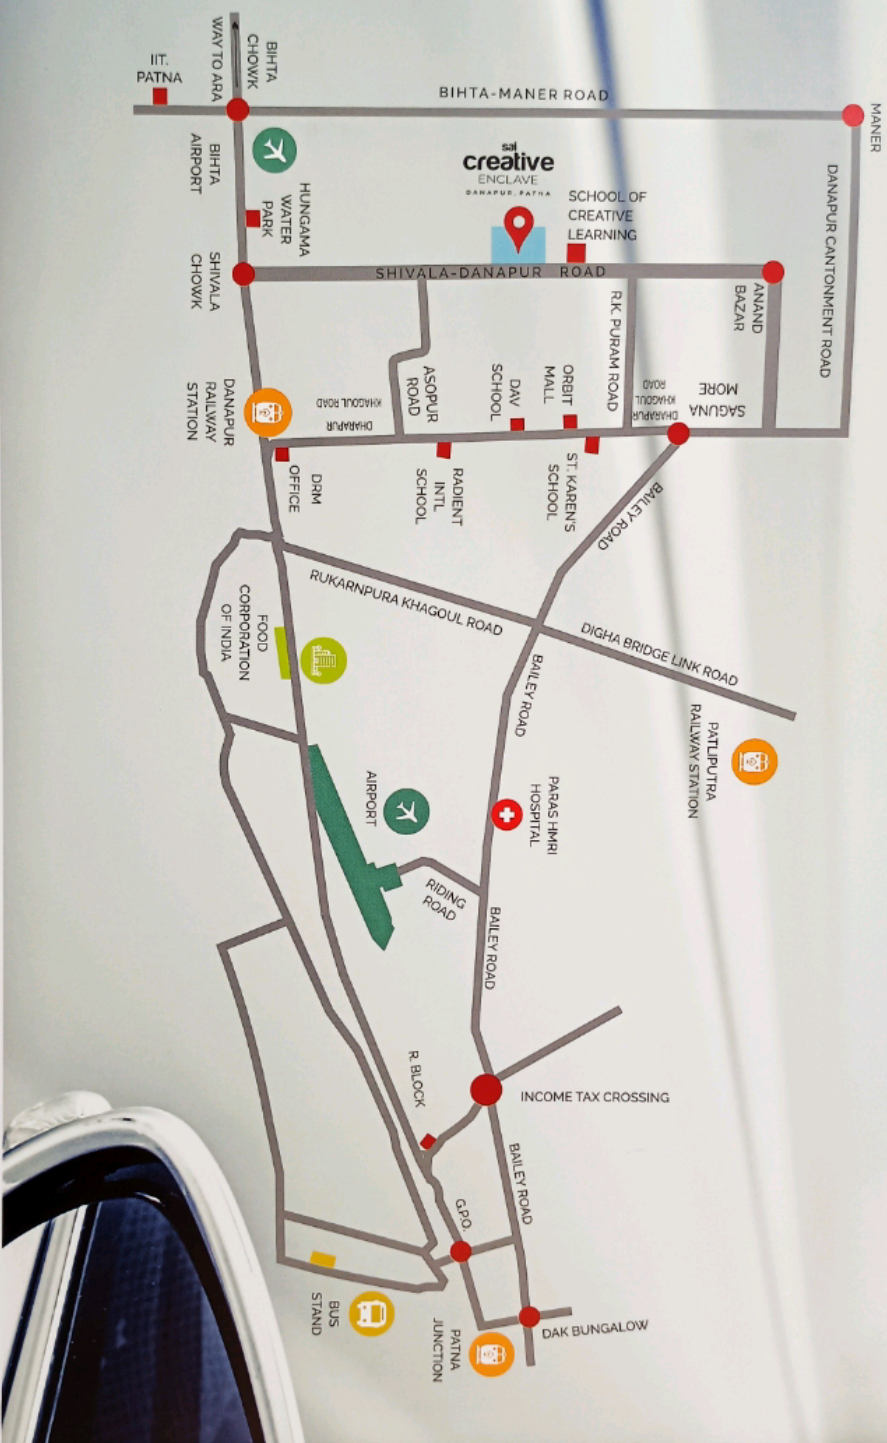 BIHTA
CHOWK
WAY TO ARA
IIT.
PATNA
BIHTA-MANER ROAD
MANER
BIHTA
AIRPORT
HUNGAMA
WATER
PARK
sai
creative
ENCLAVE
DANAPUR, PATNA
SCHOOL OF
CREATIVE
LEARNING
DANAPUR CANTONMENT ROAD
SHIVALA
CHOWK
SHIVALA-DANAPUR ROAD
ANAND
BAZAR
R.K. PURAM ROAD
ASOPUR
ROAD
DAV
SCHOOL
ORBIT
MALL
DHARAPUR
KHAGOUL
ROAD
SAGUNA
MORE
DANAPUR
RAILWAY
STATION
DHARAPUR
KHAGOUL ROAD
DRM
OFFICE
RADIENT
INTL
SCHOOL
ST. KAREN'S
SCHOOL
BAILEY ROAD
RUKARNPURA KHAGOUL ROAD
DIGHA BRIDGE LINK ROAD
FOOD
CORPORATION
OF INDIA
BAILEY ROAD
PATLIPUTRA
RAILWAY STATION
AIRPORT
PARAS HMRI
HOSPITAL
RIDING
ROAD
BAILEY ROAD
R. BLOCK
INCOME TAX CROSSING
BAILEY ROAD
G.P.O.
BUS
STAND
PATNA
JUNCTION
DAK BUNGALOW